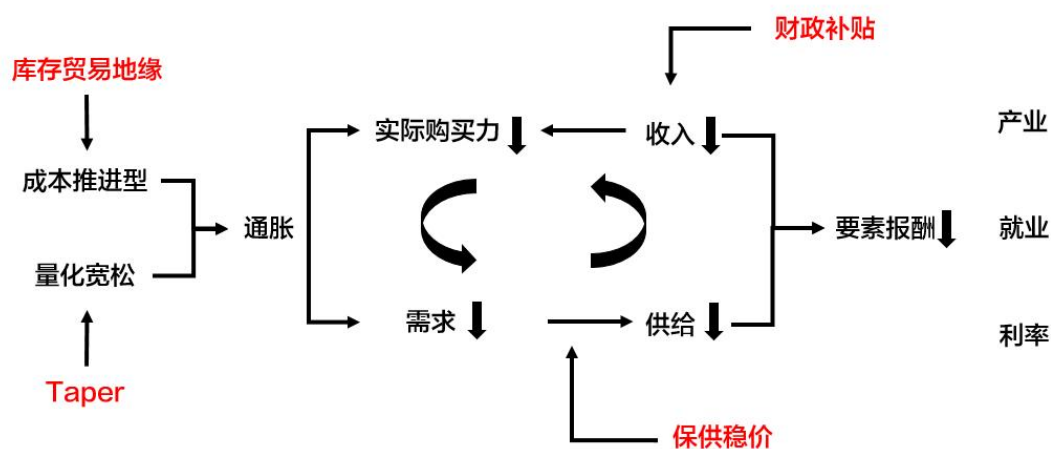 财政补贴
库存贸易地缘
实际购买力
收入
产业
成本推进型
通胀
要素报酬
就业
量化宽松
需求
供给
利率
Taper
保供稳价